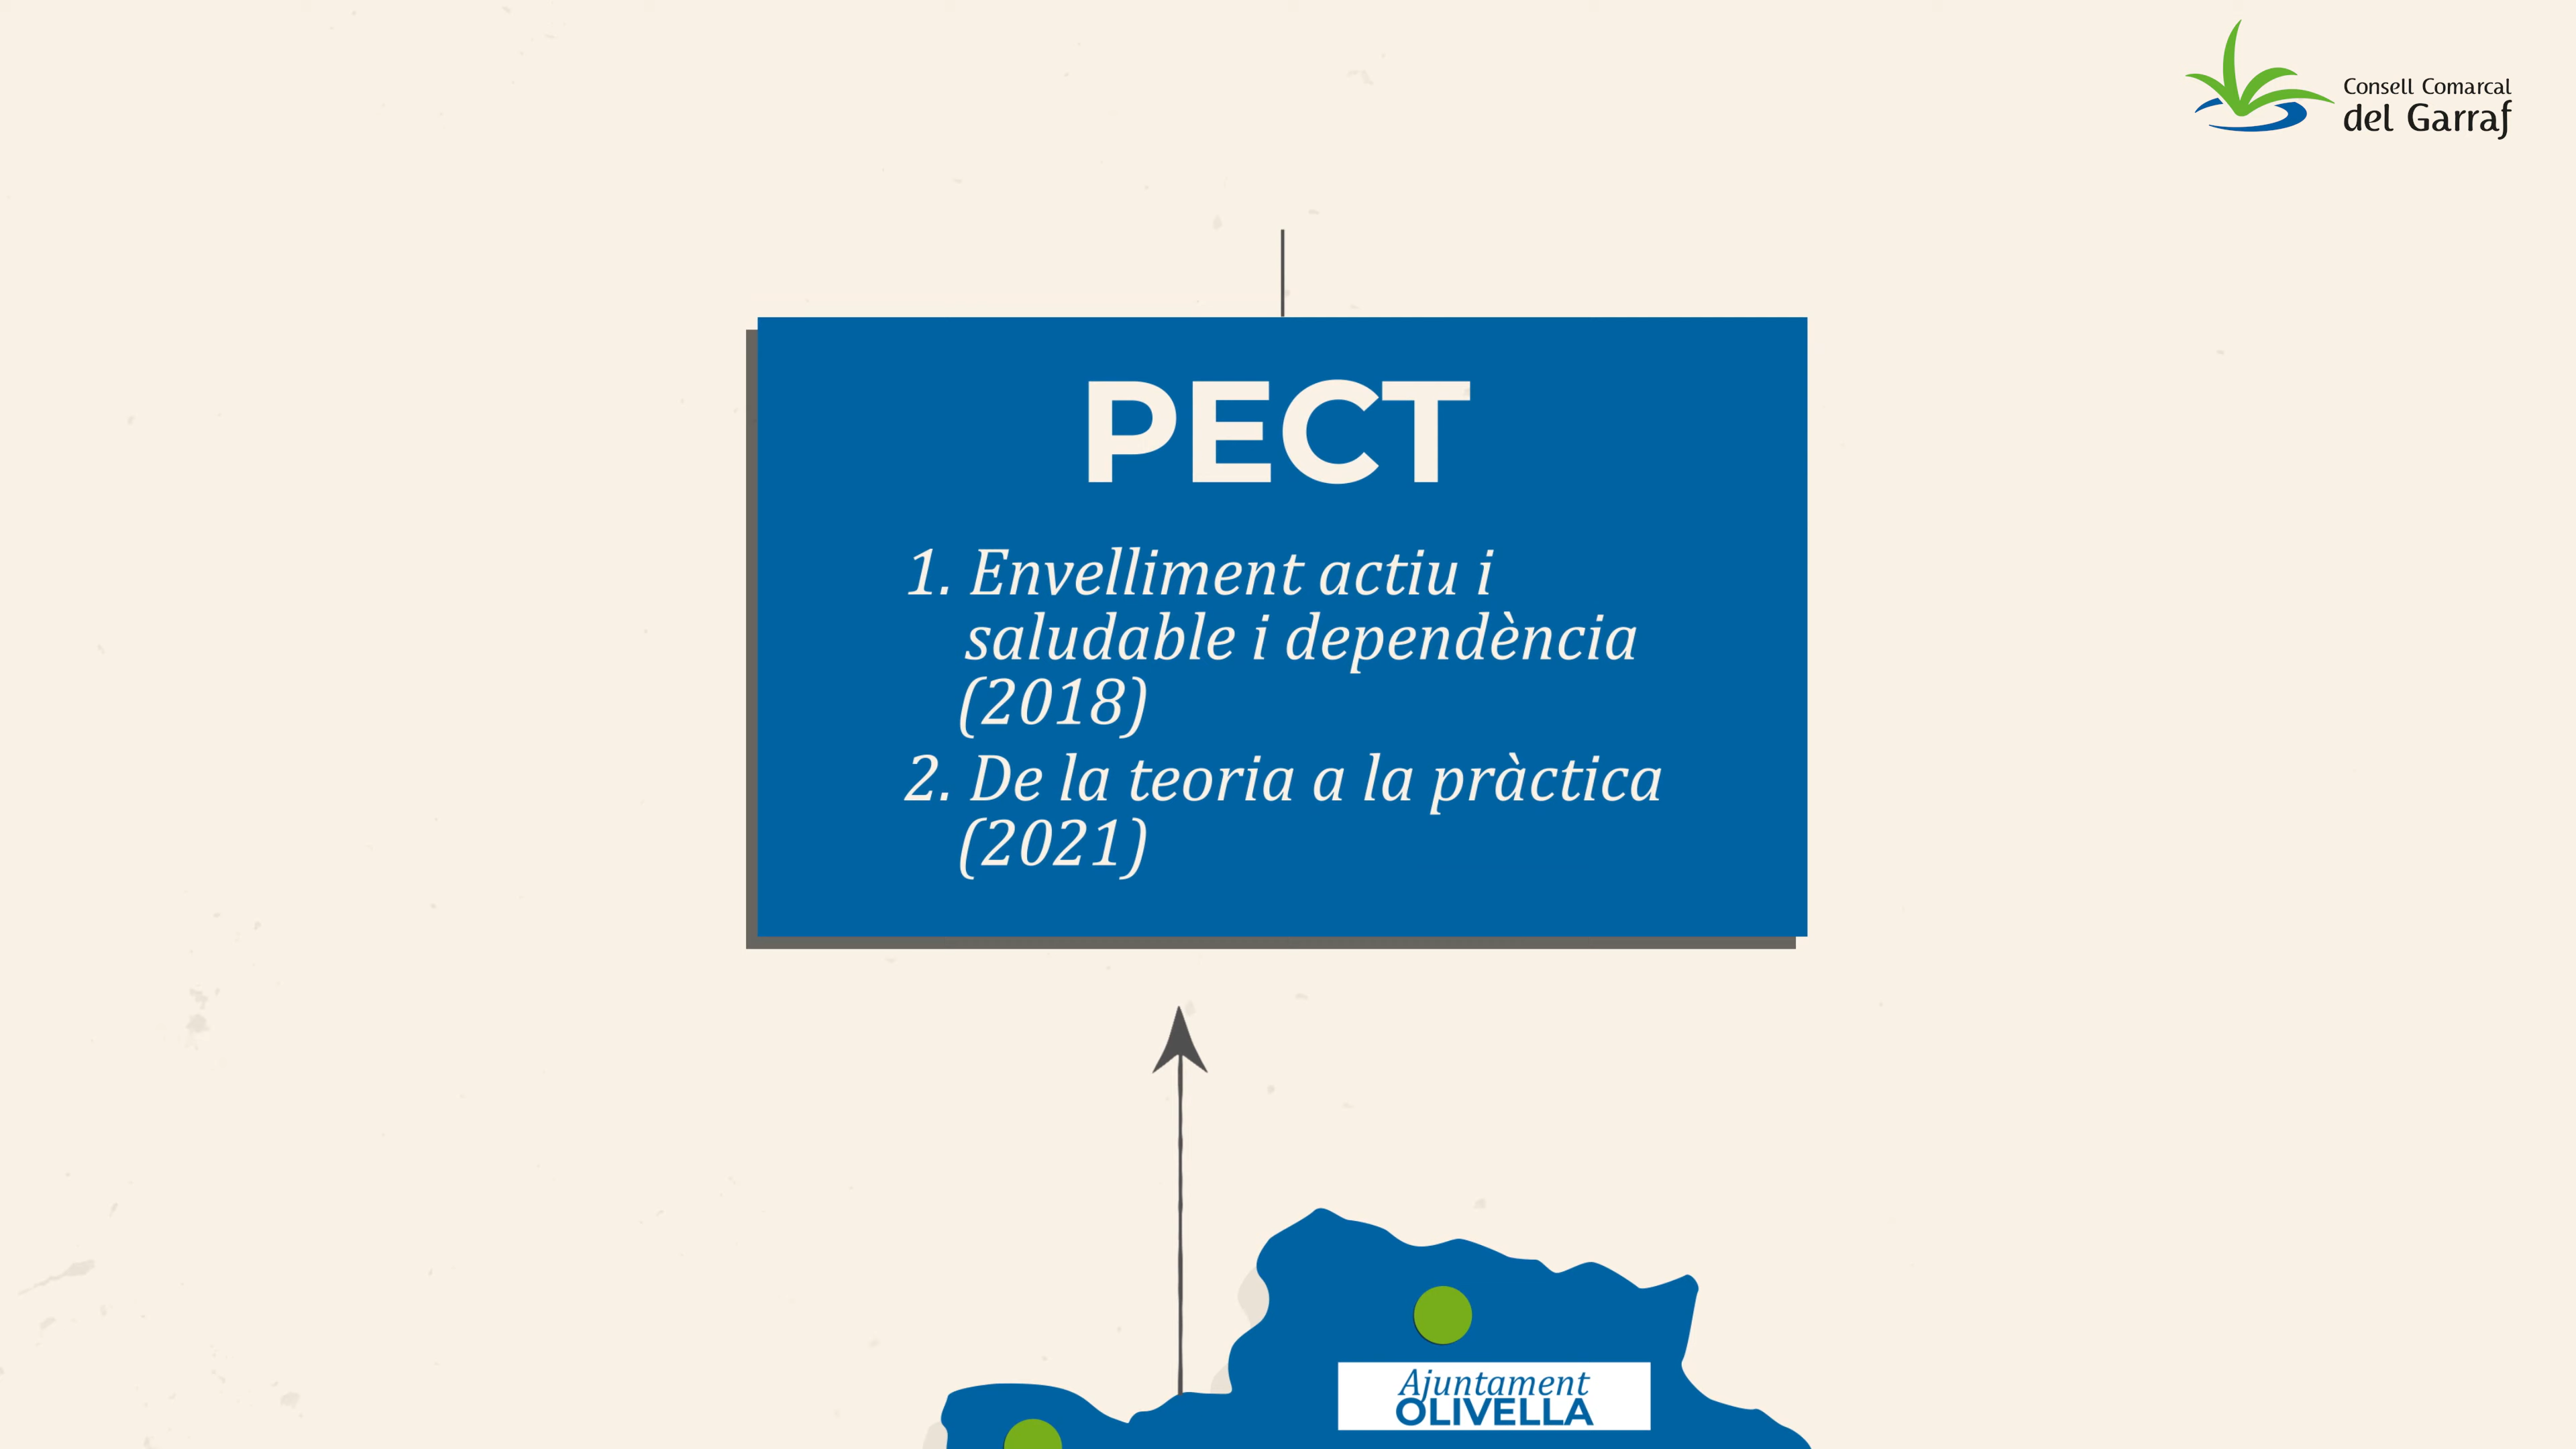 Consell Comarcal
del Garraf
PECT
1. Envelliment actiu i
saludable i dependència
(2018)
2. De la teoria a la pràctica
(2021)
Ajuntament
OLIVELLA